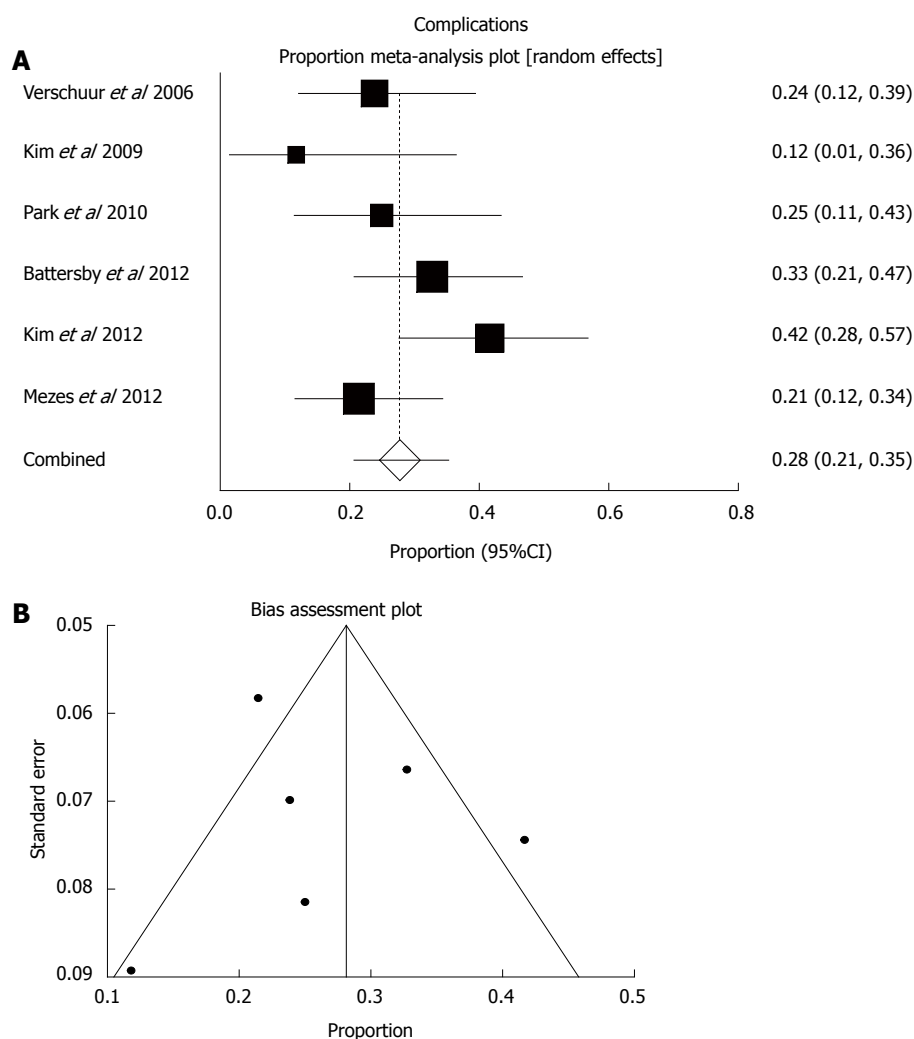 Complications
A
Proportion meta-analysis plot [random effects]
Verschuur et al 2006 0.24 (0.12, 0.39)
Kim et al 2009 0.12 (0.01, 0.36)
Park et al 2010 0.25 (0.11, 0.43)
Battersby et al 2012 0.33 (0.21, 0.47)
Kim et al 2012 0.42 (0.28, 0.57)
Mezes et al 2012 0.21 (0.12, 0.34)
Combined 0.28 (0.21, 0.35)
0.0 0.2 0.4 0.6 0.8
Proportion (95%CI)
B
Bias assessment plot
0.05
0.06
0.07
0.08
0.09
Standard error
0.1 0.2 0.3 0.4 0.5
Proportion